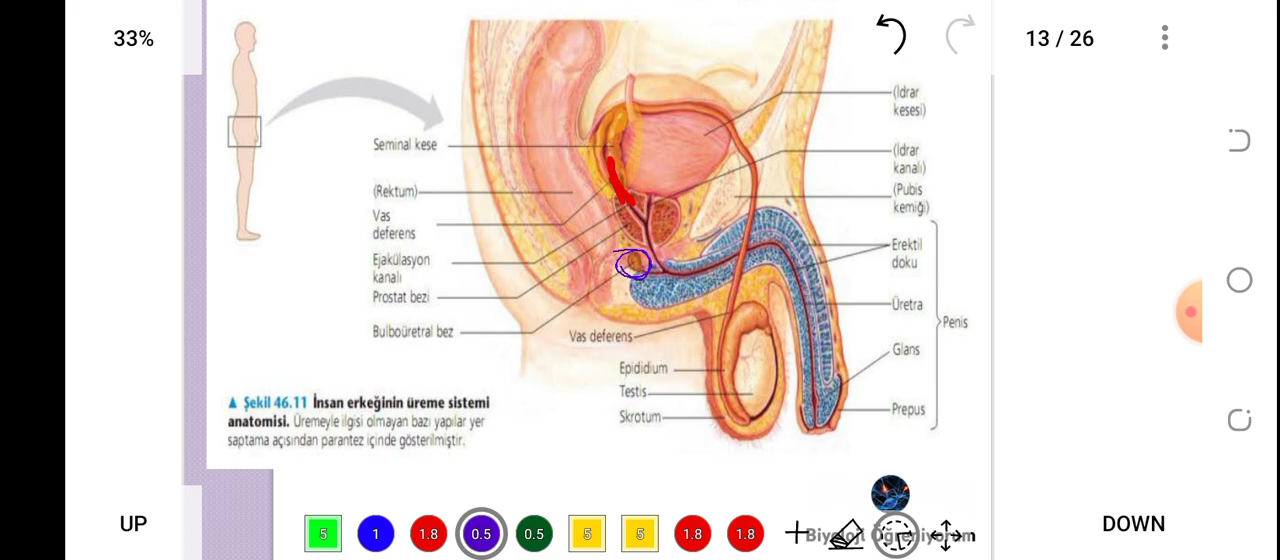 33%
13 / 26
(İdrar
kesesi)
Seminal kese
(İdrar
kanalı)
(Rektum)
(Pubis
kemiği)
Vas
deferens
Erektil
doku
Ejakülasyon
kanalı
Prostat bezi
Üretra
Penis
Bulboüretral bez
Vas deferens
Glans
Epididium
Testis
Skrotum
Prepus
▲ Şekil 46.11 İnsan erkeğinin üreme sistemi
anatomisi. Üremeyle ilgisi olmayan bazı yapılar yer
saptama açısından parantez içinde gösterilmiştir.
UP
5
1
1.8
0.5
0.5
5
5
1.8
1.8
Biyoloji Öğreniyorum
DOWN